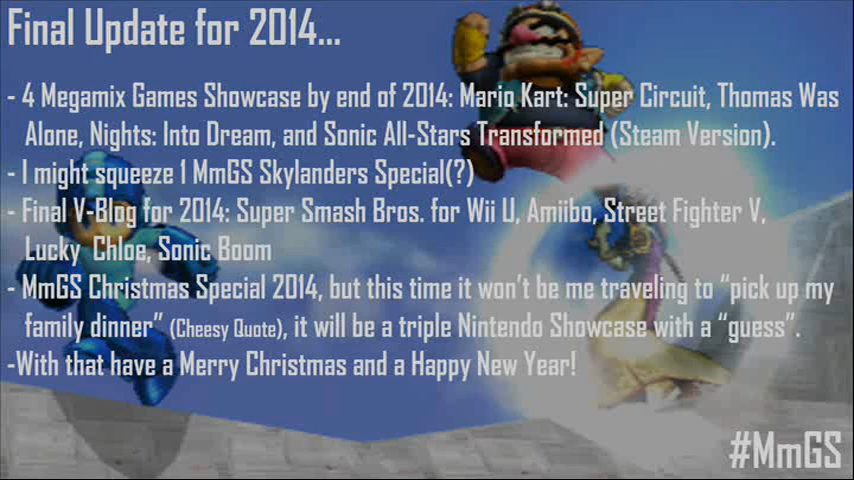 Final Update for 2014...
- 4 Megamix Games Showcase by end of 2014: Mario Kart: Super Circuit, Thomas Was
Alone, Nights: Into Dream, and Sonic All-Stars Transformed (Steam Version).
- I might squeeze 1 MmGS Skylanders Special(?)
- Final V-Blog for 2014: Super Smash Bros. for Wii U, Amiibo, Street Fighter V,
Lucky Chloe, Sonic Boom
- MmGS Christmas Special 2014, but this time it won't be me traveling to “pick up my
family dinner” (Cheesy Quote), it will be a triple Nintendo Showcase with a “guess”.
-With that have a Merry Christmas and a Happy New Year!
#MmGS